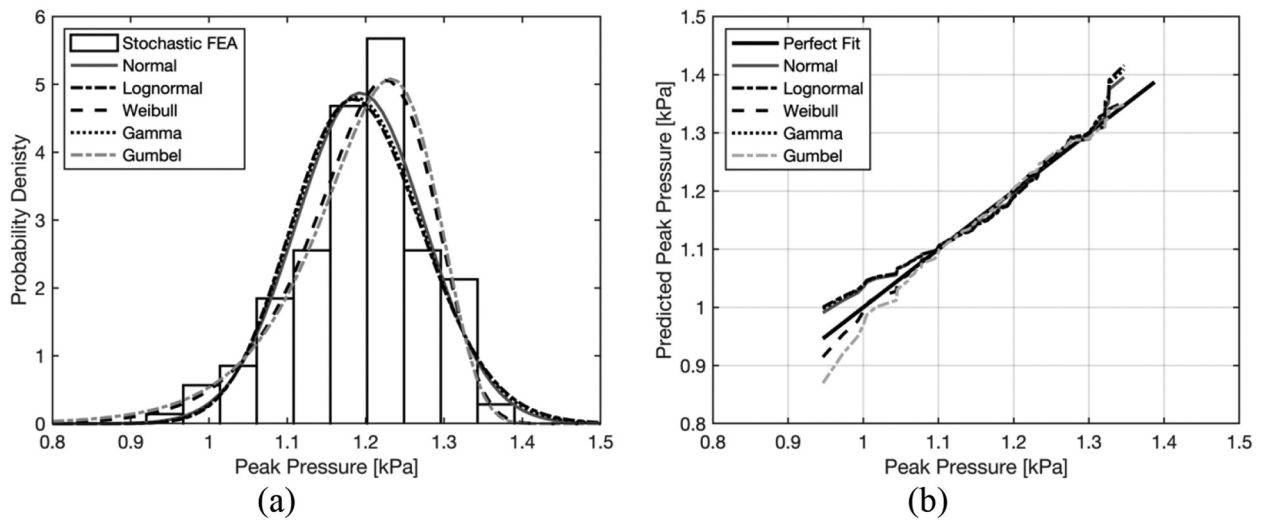 6
5
4
3
2
1
0
Probability Denisty
Stochastic FEA
Normal
Lognormal
Weibull
Gamma
Gumbel
0.8 0.9 1 1.1 1.2 1.3 1.4 1.5
Peak Pressure [kPa]
(a)
1.5
1.4
1.3
1.2
1.1
1
0.9
0.8
Predicted Peak Pressure [kPa]
Perfect Fit
Normal
Lognormal
Weibull
Gamma
Gumbel
0.8 0.9 1 1.1 1.2 1.3 1.4 1.5
Peak Pressure [kPa]
(b)